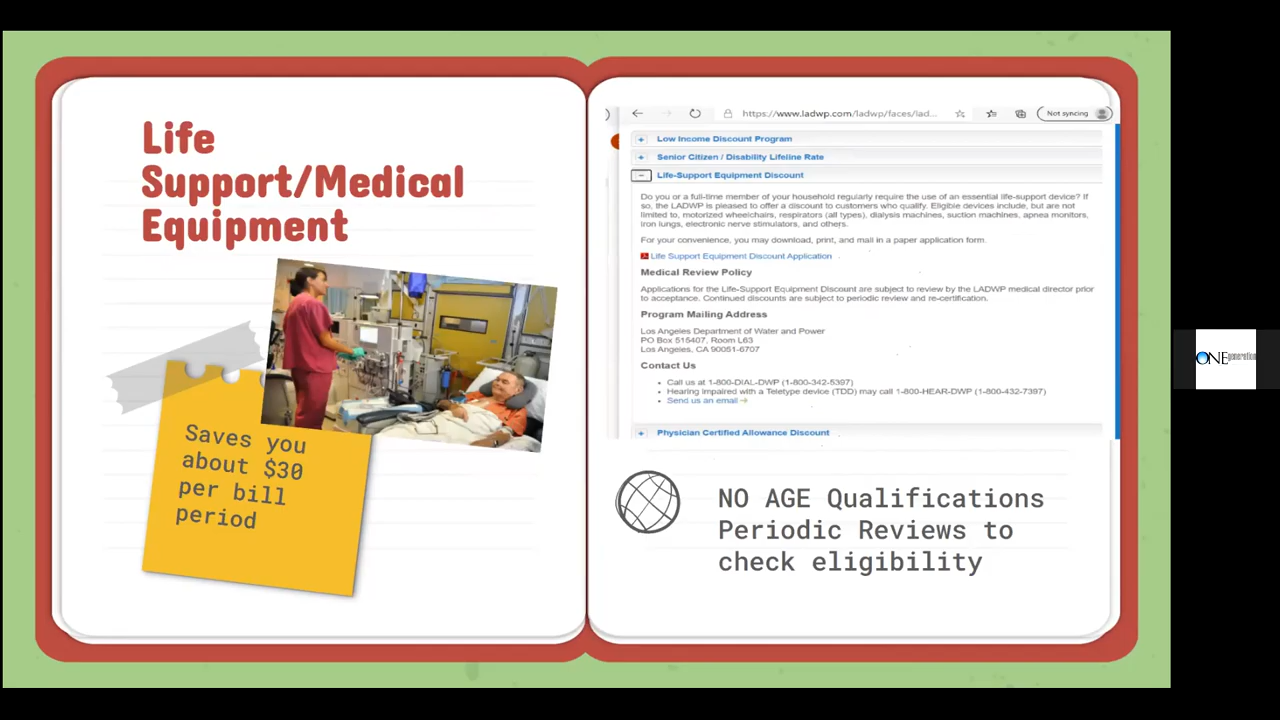 Life
Support/Medical
Equipment
Saves you
about $30
per bill
period
https://www.ladwp.com/ladwp/faces/lad...
Not syncing
Low Income Discount Program
Senior Citizen / Disability Lifeline Rate
Life-Support Equipment Discount
Do you or a full-time member of your household regularly require the use of an essential life-support device? If
so, the LADWP is pleased to offer a discount to customers who qualify. Eligible devices include, but are not
limited to, motorized wheelchairs, respirators (all types), dialysis machines, suction machines, apnea monitors,
iron lungs, electronic nerve stimulators, and others.
For your convenience, you may download, print, and mail in a paper application form.
Life Support Equipment Discount Application
Medical Review Policy
Applications for the Life-Support Equipment Discount are subject to review by the LADWP medical director prior
to acceptance. Continued discounts are subject to periodic review and re-certification.
Program Mailing Address
Los Angeles Department of Water and Power
PO Box 515407, Room L63
Los Angeles, CA 90051-6707
Contact Us
Call us at 1-800-DIAL-DWP (1-800-342-5397)
Hearing Impaired with a Teletype device (TDD) may call 1-800-HEAR-DWP (1-800-432-7397)
Send us an email
Physician Certified Allowance Discount
NO AGE Qualifications
Periodic Reviews to
check eligibility
ONEgeneration